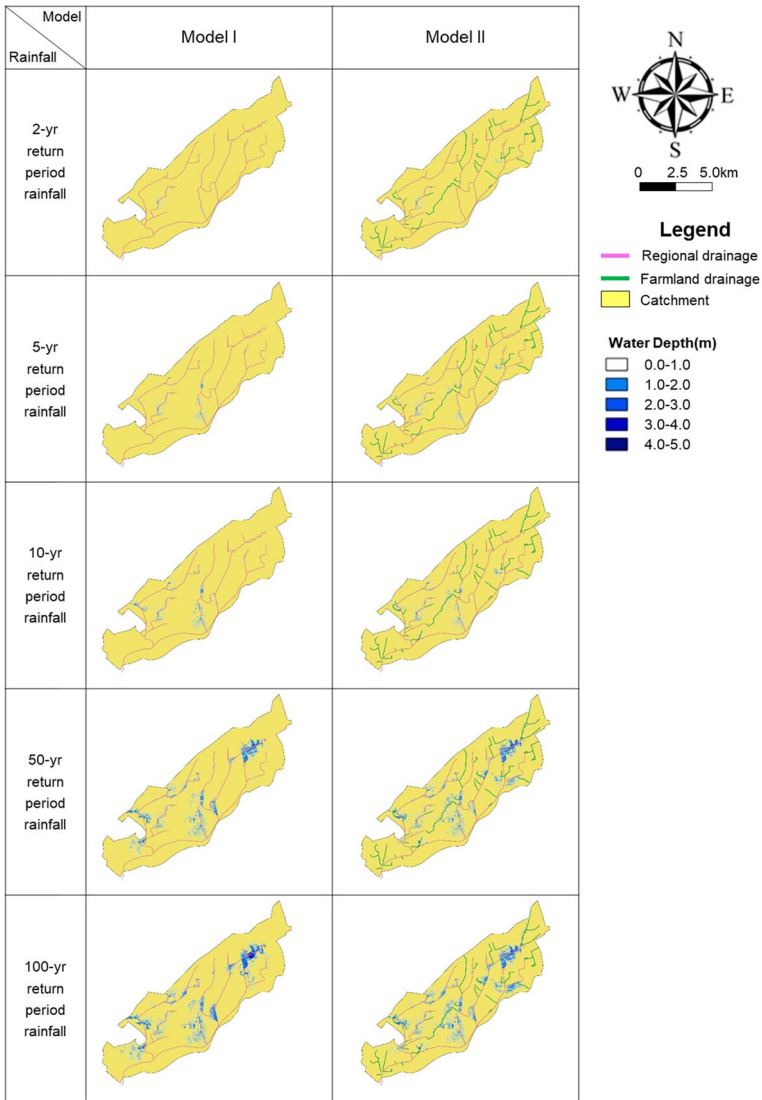 Model
Rainfall
Model I
Model II
2-yr
return
period
rainfall
5-yr
return
period
rainfall
10-yr
return
period
rainfall
50-yr
return
period
rainfall
100-yr
return
period
rainfall
N
W
E
S
0 2.5 5.0km
Legend
Regional drainage
Farmland drainage
Catchment
Water Depth(m)
0.0-1.0
1.0-2.0
2.0-3.0
3.0-4.0
4.0-5.0